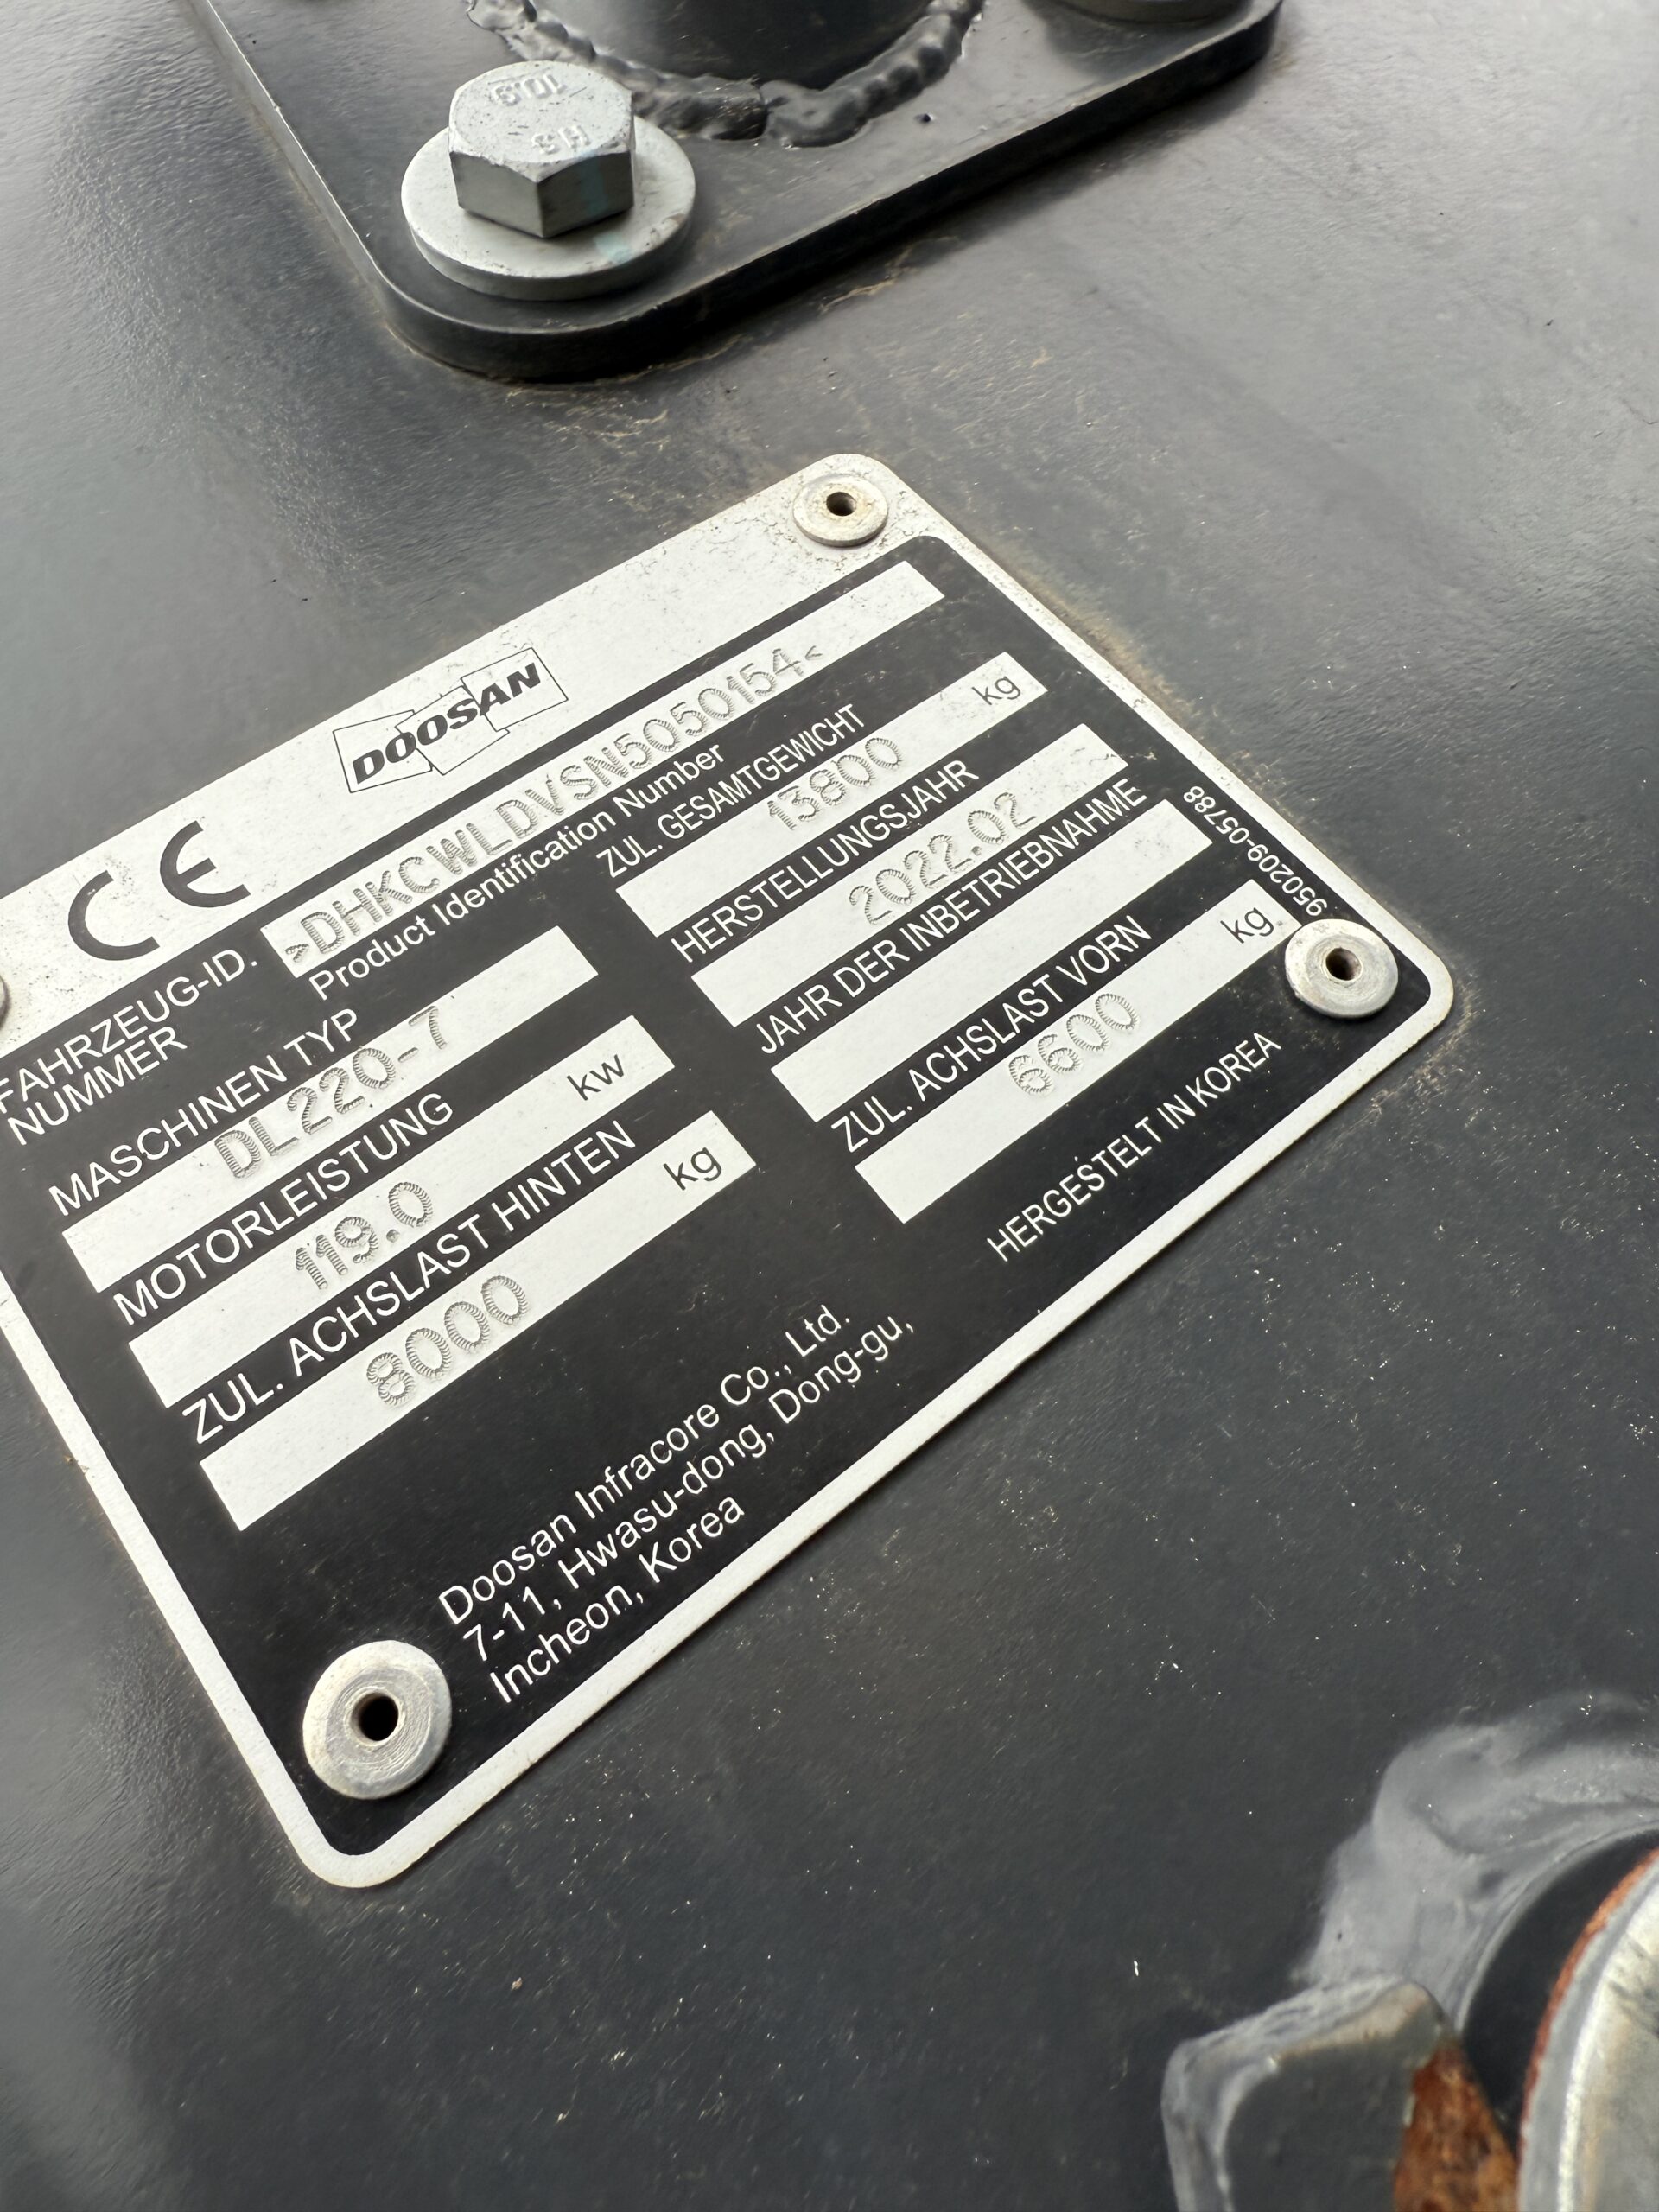 10.9
H S
CE
DOOSAN
FAHRZEUG-ID.
NUMMER
>DHKCWLDVSN5050154<
Product Identification Number
MASCHINEN TYP
DL220-7
ZUL. GESAMTGEWICHT
13800 kg
MOTORLEISTUNG
119.0 kw
HERSTELLUNGSJAHR
2022.02
ZUL. ACHSLAST HINTEN
8000 kg
JAHR DER INBETRIEBNAHME
ZUL. ACHSLAST VORN
6600 kg
950209-05788
Doosan Infracore Co., Ltd.
7-11, Hwasu-dong, Dong-gu,
Incheon, Korea
HERGESTELT IN KOREA